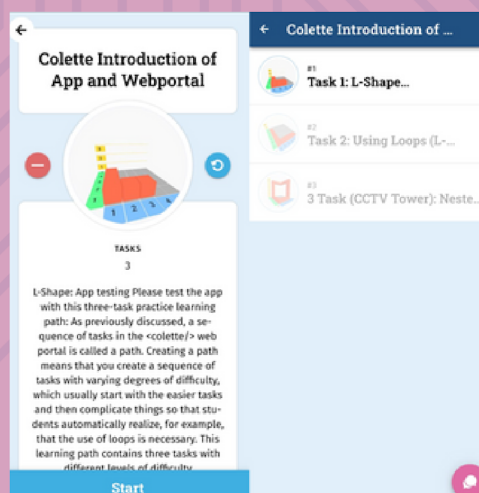 Colette Introduction of
App and Webportal
TASKS
3
L-Shape: App testing Please test the app
with this three-task practice learning
path: As previously discussed, a se-
quence of tasks in the <colette/> web
portal is called a path. Creating a path
means that you create a sequence of
tasks with varying degrees of difficulty,
which usually start with the easier tasks
and then complicate things so that stu-
dents automatically realize, for example,
that the use of loops is necessary. This
learning path contains three tasks with
different levels of difficulty
Start
Colette Introduction of ...
#1
Task 1: L-Shape...
#2
Task 2: Using Loops (L-...
#3
3 Task (CCTV Tower): Neste...